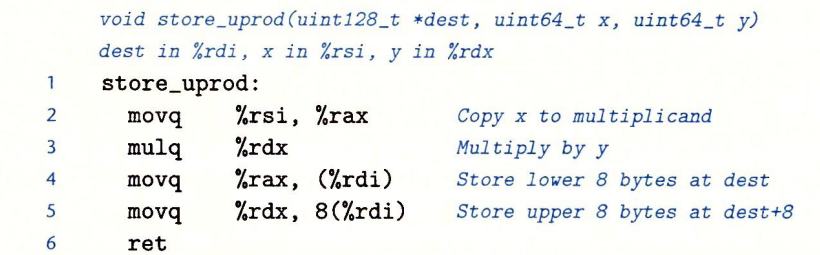 void store_uprod(uint128_t *dest, uint64_t x, uint64_t y)
dest in %rdi, x in %rsi, y in %rdx
1 store_uprod:
2 movq %rsi, %rax Copy x to multiplicand
3 mulq %rdx Multiply by y
4 movq %rax, (%rdi) Store lower 8 bytes at dest
5 movq %rdx, 8(%rdi) Store upper 8 bytes at dest+8
6 ret